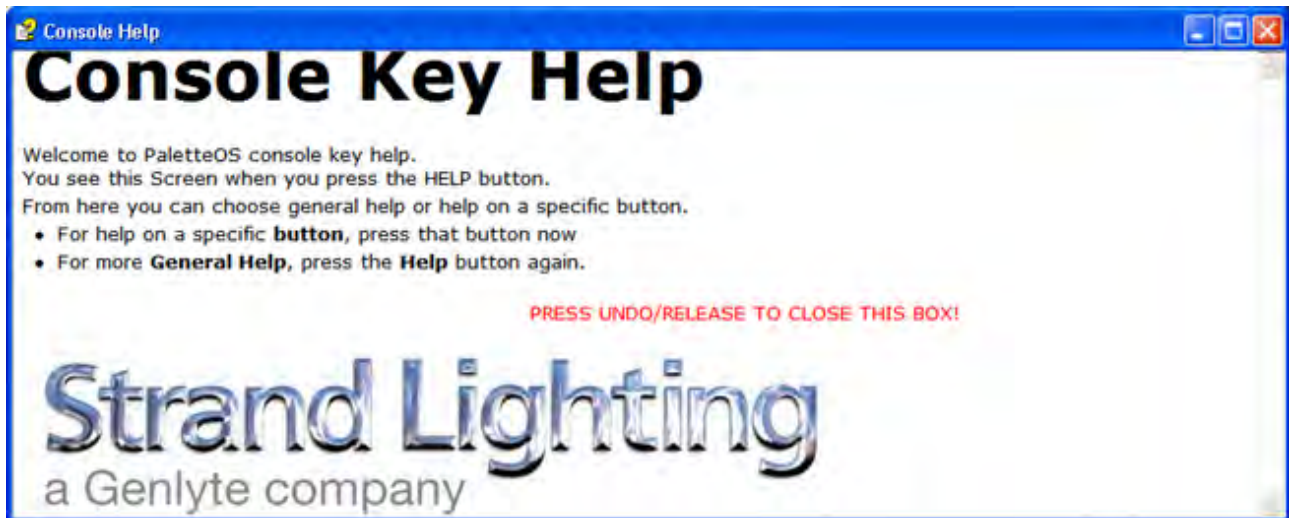 Console Help
Console Key Help
Welcome to PaletteOS console key help.
You see this Screen when you press the HELP button.
From here you can choose general help or help on a specific button.
• For help on a specific button, press that button now
• For more General Help, press the Help button again.
PRESS UNDO/RELEASE TO CLOSE THIS BOX!
Strand Lighting
a Genlyte company